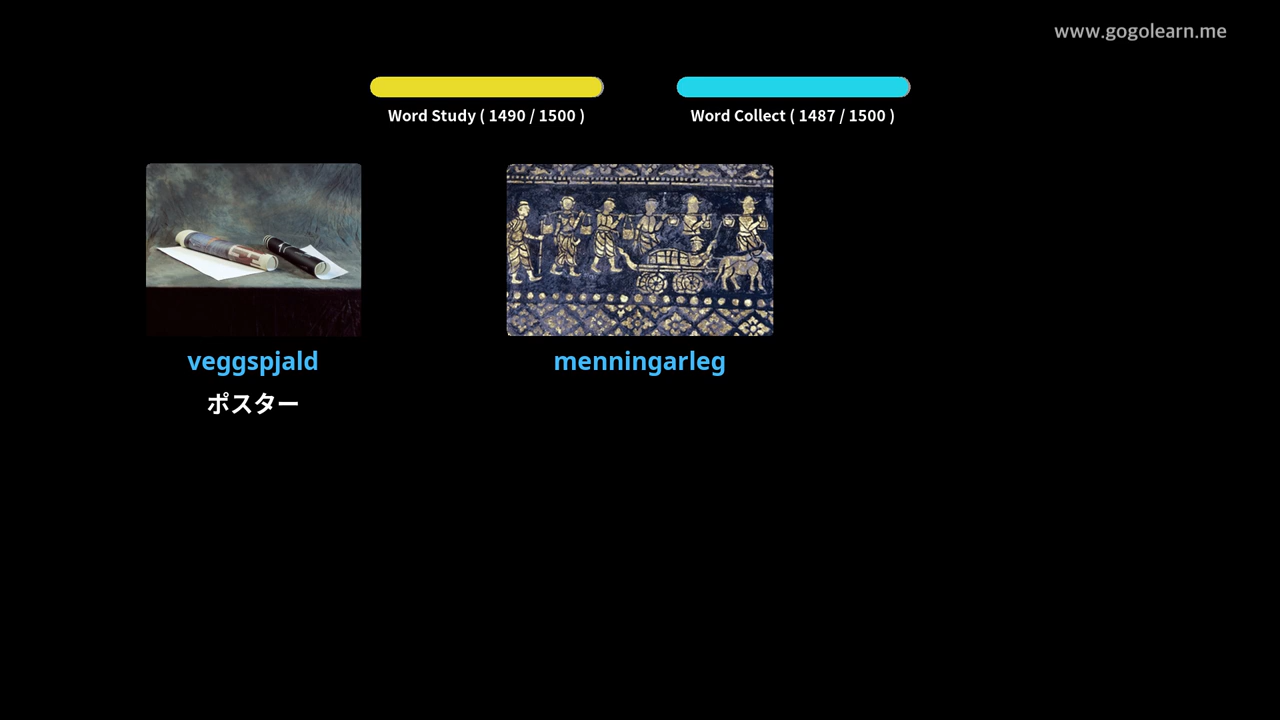 www.gogolearn.me
Word Study ( 1490 / 1500 )
Word Collect ( 1487 / 1500 )
veggspjald
menningarleg
ポスター